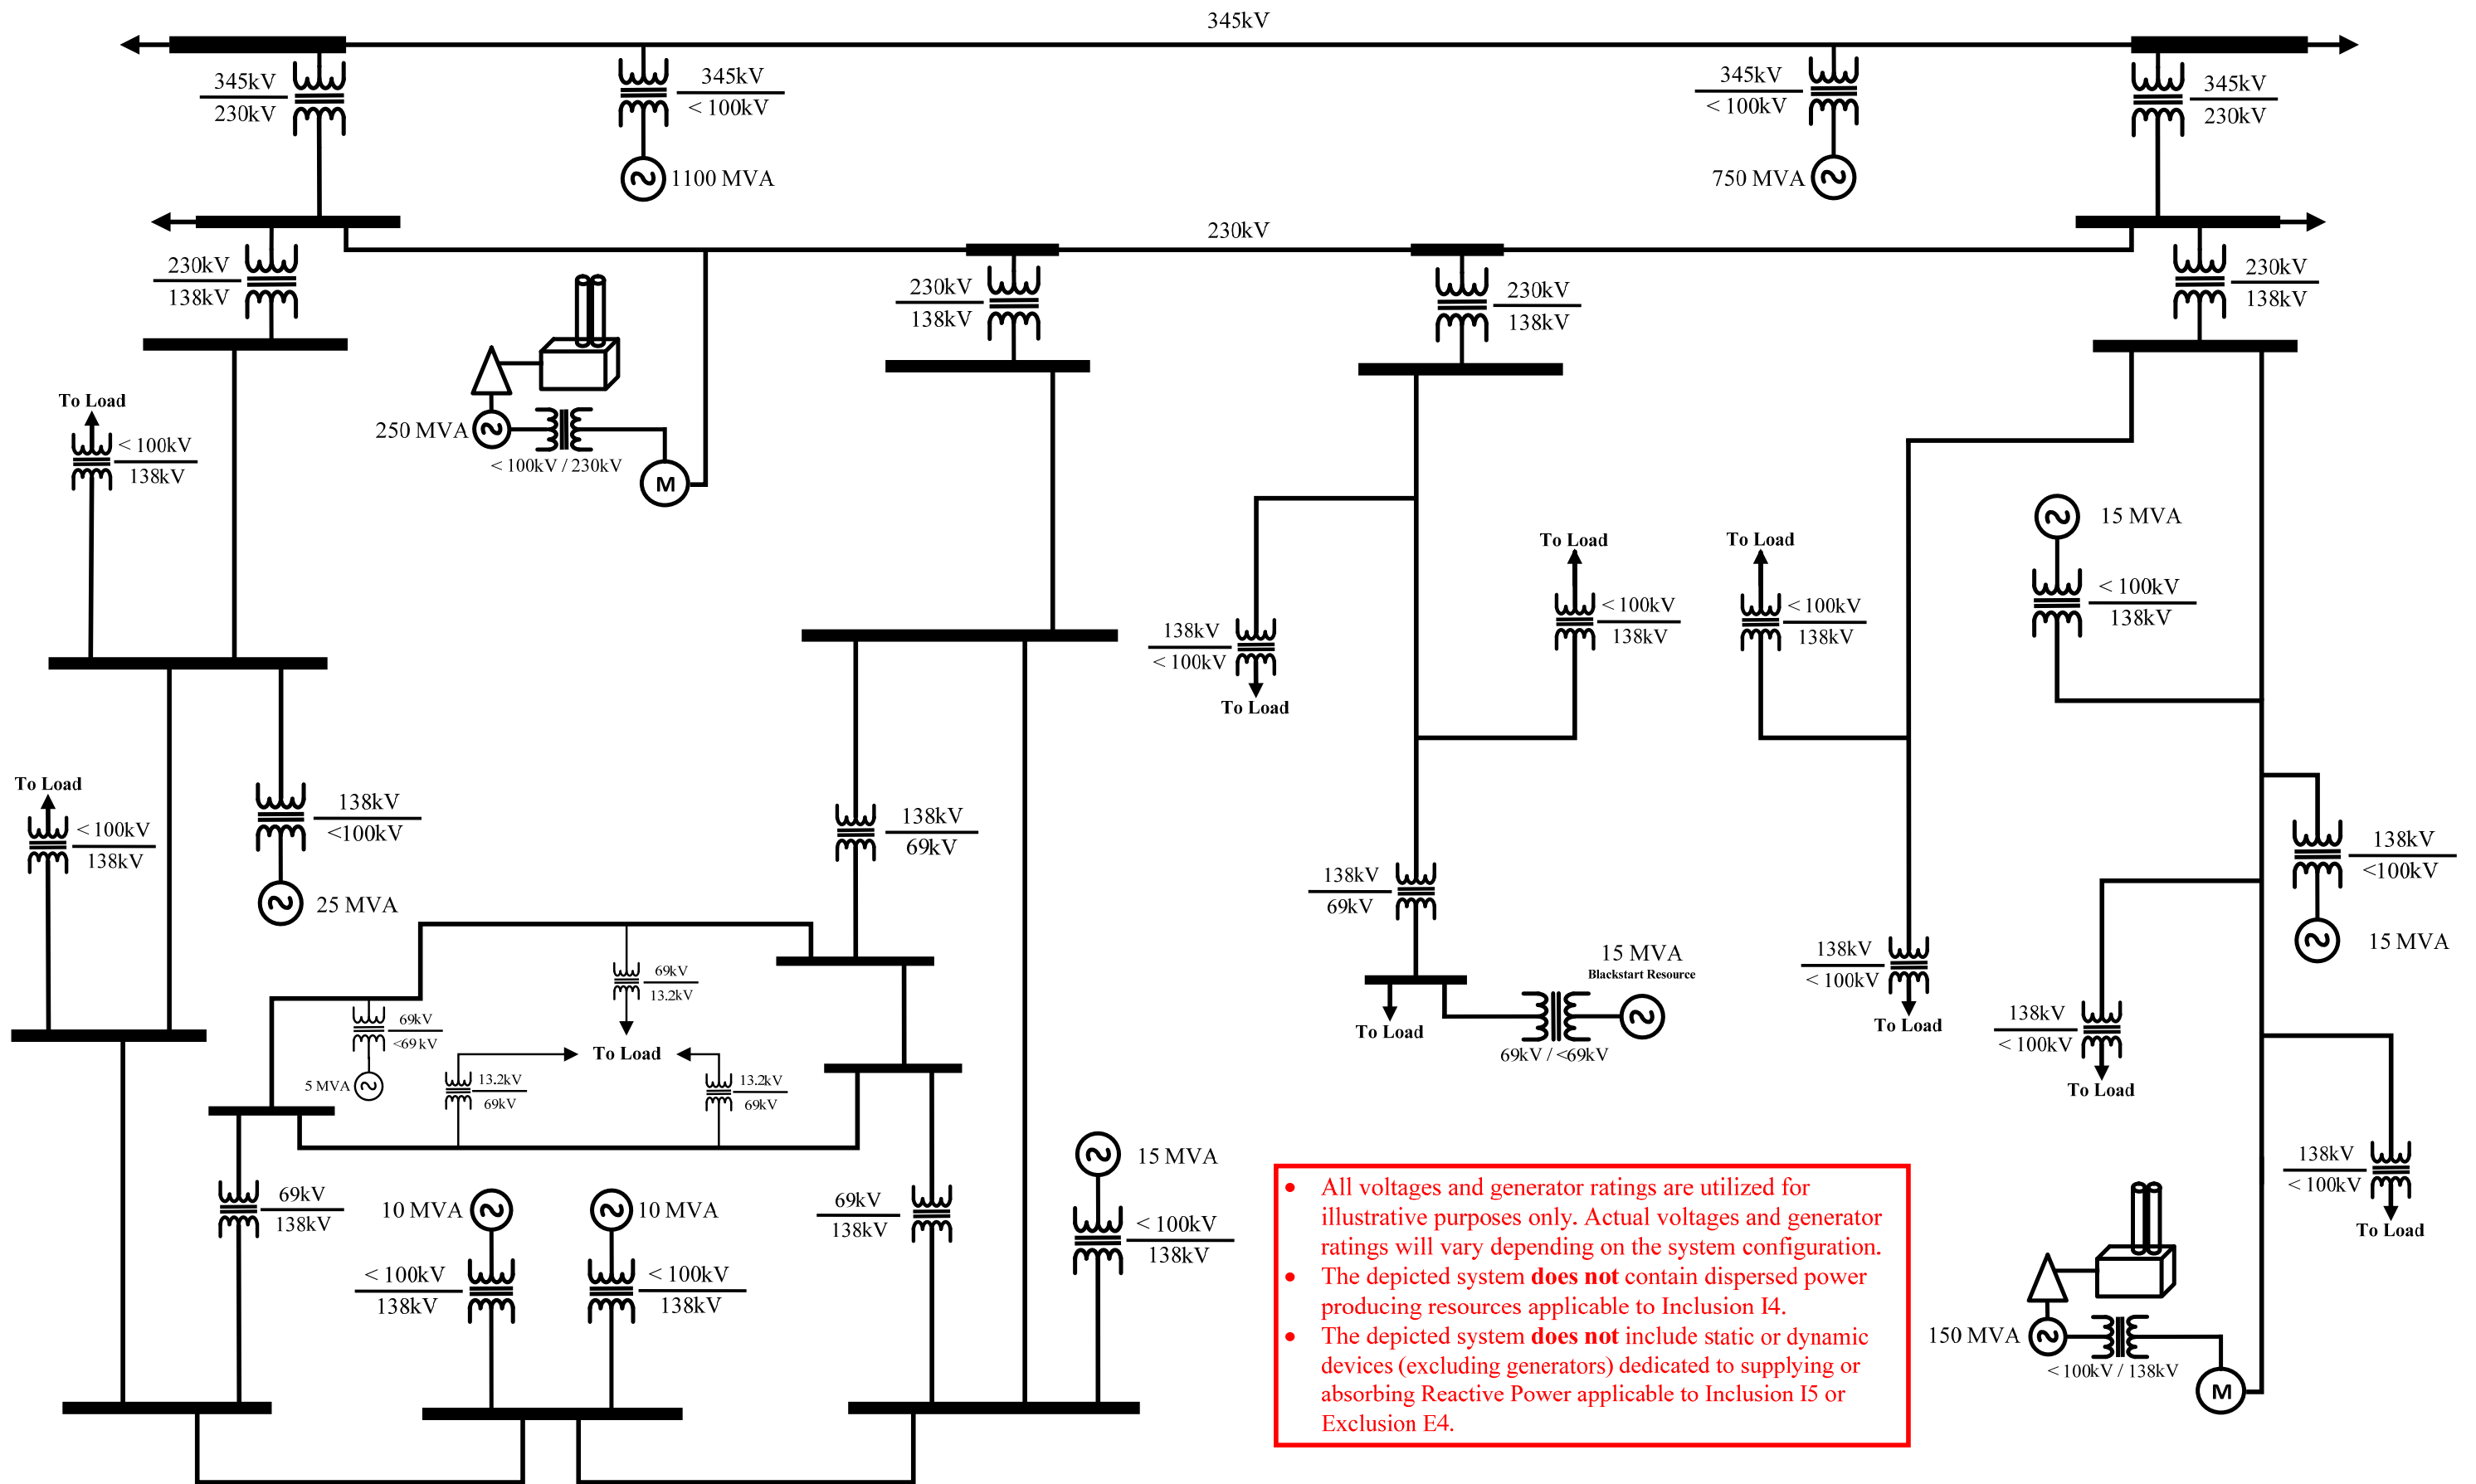 345kV
345kV
230kV
345kV
< 100kV
1100 MVA
345kV
< 100kV
750 MVA
345kV
230kV
230kV
230kV
138kV
230kV
138kV
230kV
138kV
230kV
138kV
250 MVA
< 100kV / 230kV
M
To Load
< 100kV
138kV
To Load
< 100kV
138kV
138kV
<100kV
25 MVA
138kV
69kV
69kV
13.2kV
69kV
<69 kV
5 MVA
To Load
13.2kV
69kV
13.2kV
69kV
69kV
138kV
10 MVA
< 100kV
138kV
10 MVA
< 100kV
138kV
69kV
138kV
15 MVA
< 100kV
138kV
138kV
< 100kV
To Load
To Load
< 100kV
138kV
138kV
69kV
To Load
15 MVA
Blackstart Resource
69kV / <69kV
To Load
< 100kV
138kV
138kV
< 100kV
To Load
15 MVA
< 100kV
138kV
138kV
<100kV
15 MVA
138kV
< 100kV
To Load
138kV
< 100kV
To Load
150 MVA
< 100kV / 138kV
M
• All voltages and generator ratings are utilized for
illustrative purposes only. Actual voltages and generator
ratings will vary depending on the system configuration.
• The depicted system does not contain dispersed power
producing resources applicable to Inclusion I4.
• The depicted system does not include static or dynamic
devices (excluding generators) dedicated to supplying or
absorbing Reactive Power applicable to Inclusion I5 or
Exclusion E4.